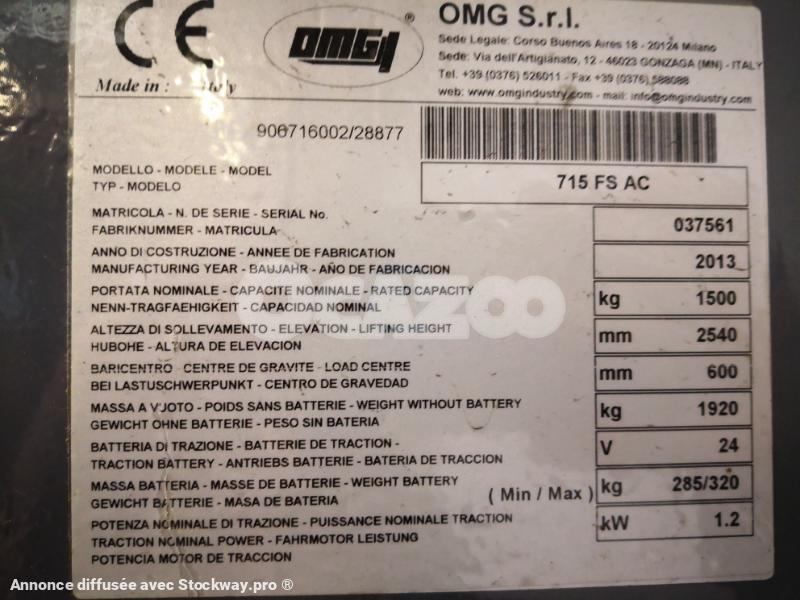 CE
OMG
®
OMG S.r.l.
Sede Legale: Corso Buenos Aires 18 - 20124 Milano
Sede: Via dell'Artigianato, 12 - 46023 GONZAGA (MN) - ITALY
Tel. +39 (0376) 526011 - Fax +39 (0376) 588088
web: www.omgindustry.com - mail: info@omgindustry.com
Made in : Italy
900716002/28877
MODELLO - MODELE - MODEL
TYP - MODELO
715 FS AC
MATRICOLA - N. DE SERIE - SERIAL No.
FABRIKNUMMER - MATRICULA
037561
ANNO DI COSTRUZIONE - ANNEE DE FABRICATION
MANUFACTURING YEAR - BAUJAHR - AÑO DE FABRICACION
2013
PORTATA NOMINALE - CAPACITE NOMINALE - RATED CAPACITY
NENN-TRAGFAEHIGKEIT - CAPACIDAD NOMINAL
kg 1500
ALTEZZA DI SOLLEVAMENTO - ELEVATION - LIFTING HEIGHT
HUBOHE - ALTURA DE ELEVACION
mm 2540
BARICENTRO - CENTRE DE GRAVITE - LOAD CENTRE
BEI LASTUSCHWERPUNKT - CENTRO DE GRAVEDAD
mm 600
MASSA A VUOTO - POIDS SANS BATTERIE - WEIGHT WITHOUT BATTERY
GEWICHT OHNE BATTERIE - PESO SIN BATERIA
kg 1920
BATTERIA DI TRAZIONE - BATTERIE DE TRACTION -
TRACTION BATTERY - ANTRIEBS BATTERIE - BATERIA DE TRACCION
V 24
MASSA BATTERIA - MASSE DE BATTERIE - WEIGHT BATTERY
GEWICHT BATTERIE - MASA DE BATERIA
( Min / Max ) kg 285/320
POTENZA NOMINALE DI TRAZIONE - PUISSANCE NOMINALE TRACTION
TRACTION NOMINAL POWER - FAHRMOTOR LEISTUNG
POTENCIA MOTOR DE TRACCION
kW 1.2
Annonce diffusée avec Stockway.pro ®